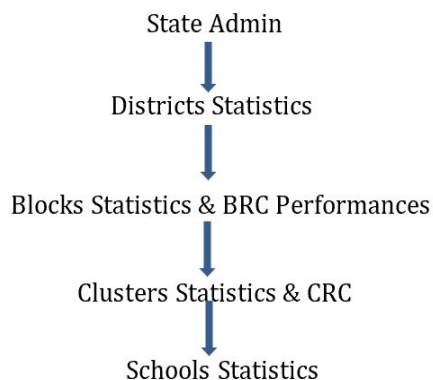 State Admin
Districts Statistics
Blocks Statistics & BRC Performances
Clusters Statistics & CRC
Schools Statistics